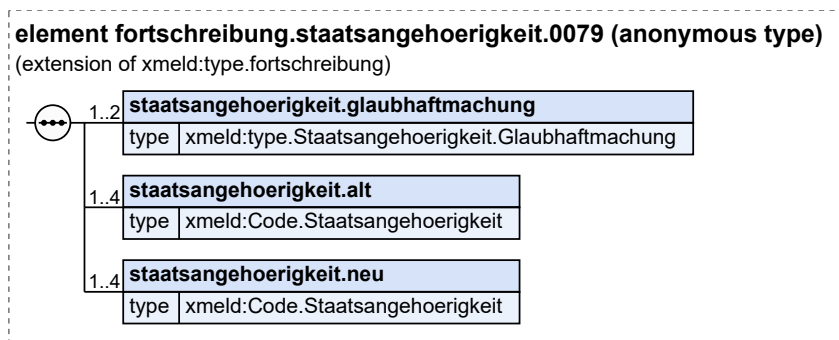 element fortschreibung.staatsangehoerigkeit.0079 (anonymous type)
(extension of xmeld:type.fortschreibung)
1..2 staatsangehoerigkeit.glaubhaftmachung
type xmeld:type.Staatsangehoerigkeit.Glaubhaftmachung
1..4 staatsangehoerigkeit.alt
type xmeld:Code.Staatsangehoerigkeit
1..4 staatsangehoerigkeit.neu
type xmeld:Code.Staatsangehoerigkeit